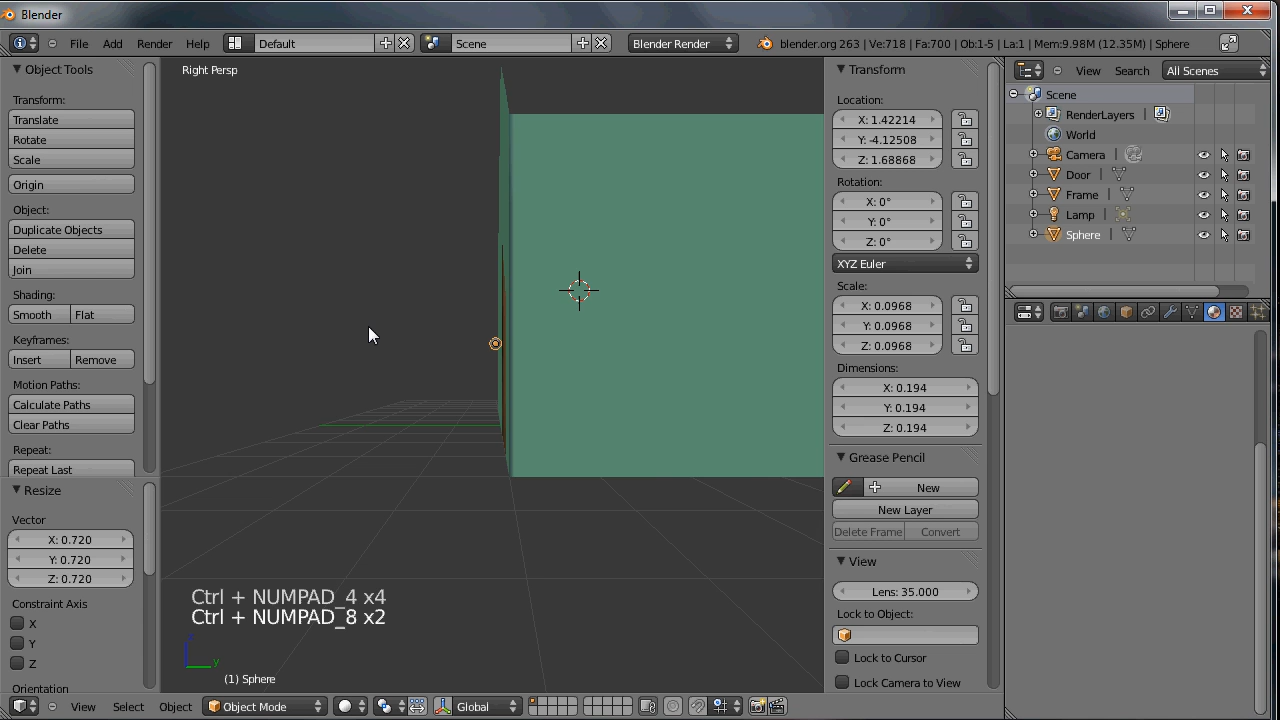 Blender
File Add Render Help Default Scene Blender Render blender.org 263 | Ve:718 | Fa:700 | Ob:1-5 | La:1 | Mem:9.98M (12.35M) | Sphere
Object Tools
Transform:
Translate
Rotate
Scale
Origin
Object:
Duplicate Objects
Delete
Join
Shading:
Smooth Flat
Keyframes:
Insert Remove
Motion Paths:
Calculate Paths
Clear Paths
Repeat:
Repeat Last
Resize
Vector
X: 0.720
Y: 0.720
Z: 0.720
Constraint Axis
X
Y
Z
Orientation
Right Persp
Ctrl + NUMPAD_4 x4
Ctrl + NUMPAD_8 x2
z
y
(1) Sphere
View Select Object Object Mode Global
Transform
Location:
X: 1.42214
Y: -4.12508
Z: 1.68868
Rotation:
X: 0°
Y: 0°
Z: 0°
XYZ Euler
Scale:
X: 0.0968
Y: 0.0968
Z: 0.0968
Dimensions:
X: 0.194
Y: 0.194
Z: 0.194
Grease Pencil
New
New Layer
Delete Frame Convert
View
Lens: 35.000
Lock to Object:
Lock to Cursor
Lock Camera to View
View Search All Scenes
Scene
RenderLayers
World
Camera
Door
Frame
Lamp
Sphere